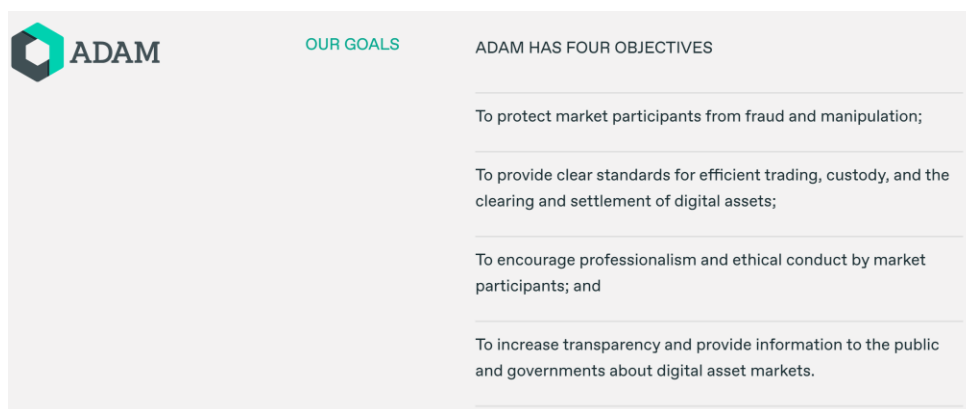 ADAM
OUR GOALS
ADAM HAS FOUR OBJECTIVES
To protect market participants from fraud and manipulation;
To provide clear standards for efficient trading, custody, and the
clearing and settlement of digital assets;
To encourage professionalism and ethical conduct by market
participants; and
To increase transparency and provide information to the public
and governments about digital asset markets.